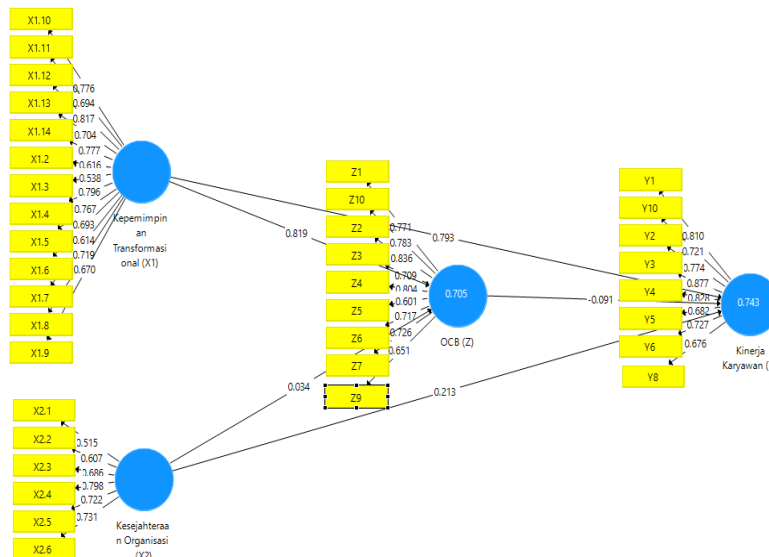 X1.10
X1.11
X1.12
X1.13
X1.14
X1.2
X1.3
X1.4
X1.5
X1.6
X1.7
X1.8
X1.9
0.776
0.694
0.817
0.704
0.777
0.616
0.538
0.796
0.767
0.693
0.614
0.719
0.670
Kepemimpin
an
Transformasi
onal (X1)
0.819
0.793
Z1
Z10
Z2
Z3
Z4
Z5
Z6
Z7
Z9
0.771
0.783
0.836
0.709
0.804
0.601
0.717
0.726
0.651
0.705
OCB (Z)
-0.091
Y1
Y10
Y2
Y3
Y4
Y5
Y6
Y8
0.810
0.721
0.774
0.877
0.828
0.682
0.727
0.676
0.743
Kinerja
Karyawan (
0.034
0.213
X2.1
X2.2
X2.3
X2.4
X2.5
X2.6
0.515
0.607
0.686
0.798
0.722
0.731
Kesejahteraa
n Organisasi
(X2)